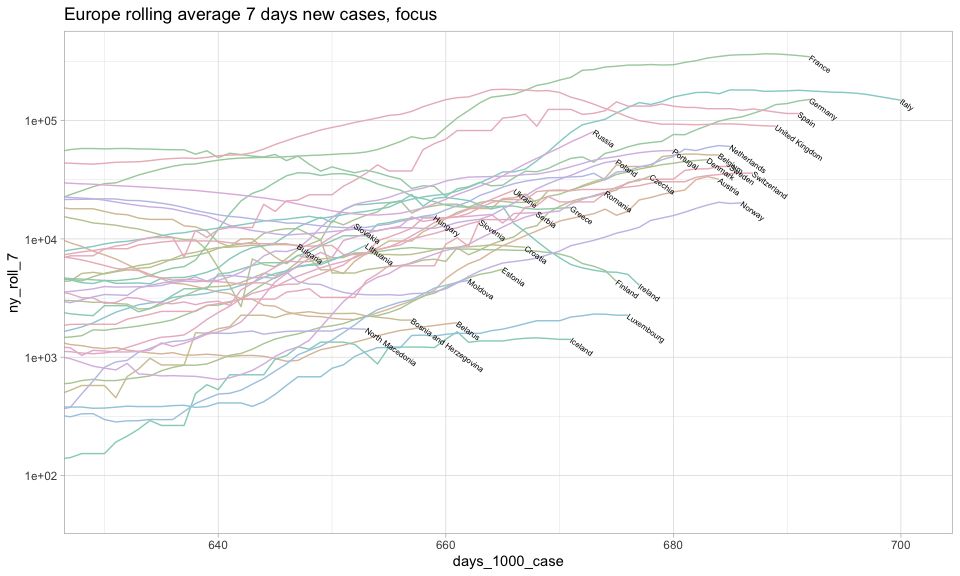 Europe rolling average 7 days new cases, focus
ny_roll_7
1e+05
1e+04
1e+03
1e+02
France
Italy
Germany
Spain
United Kingdom
Russia
Netherlands
Portugal
Belgium
Sweden
Denmark
Switzerland
Poland
Czechia
Austria
Norway
Ukraine
Romania
Serbia
Greece
Hungary
Slovenia
Slovakia
Lithuania
Bulgaria
Croatia
Estonia
Moldova
Finland
Ireland
Luxembourg
Belarus
Bosnia and Herzegovina
North Macedonia
Iceland
640
660
680
700
days_1000_case